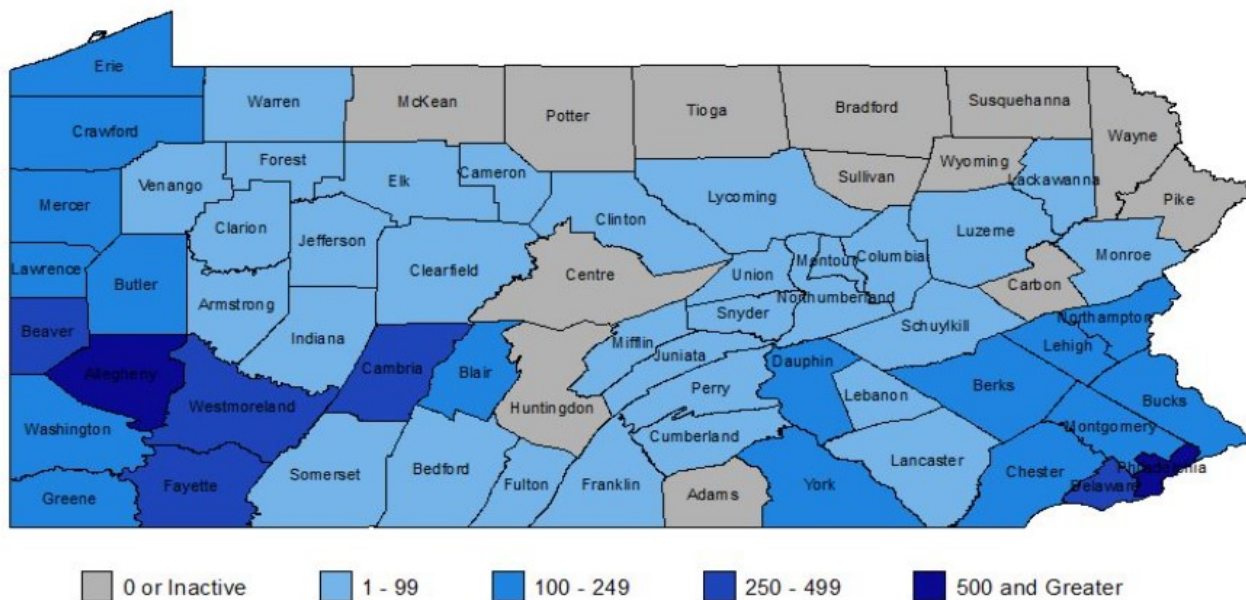 Erie
Warren
McKean
Potter
Tioga
Bradford
Susquehanna
Wayne
Crawford
Forest
Elk
Cameron
Wyoming
Lackawanna
Sullivan
Pike
Venango
Mercer
Lycoming
Clinton
Clarion
Jefferson
Luzerne
Monroe
Lawrence
Butler
Clearfield
Centre
Union
Montour
Columbia
Carbon
Armstrong
Northumberland
Snyder
Northampton
Beaver
Indiana
Mifflin
Schuylkill
Juniata
Lehigh
Allegheny
Cambria
Blair
Dauphin
Perry
Berks
Lebanon
Bucks
Westmoreland
Huntingdon
Washington
Cumberland
Montgomery
Lancaster
Somerset
Bedford
Chester
Philadelphia
Greene
Fayette
Fulton
Franklin
Adams
York
Delaware
0 or Inactive
1 - 99
100 - 249
250 - 499
500 and Greater